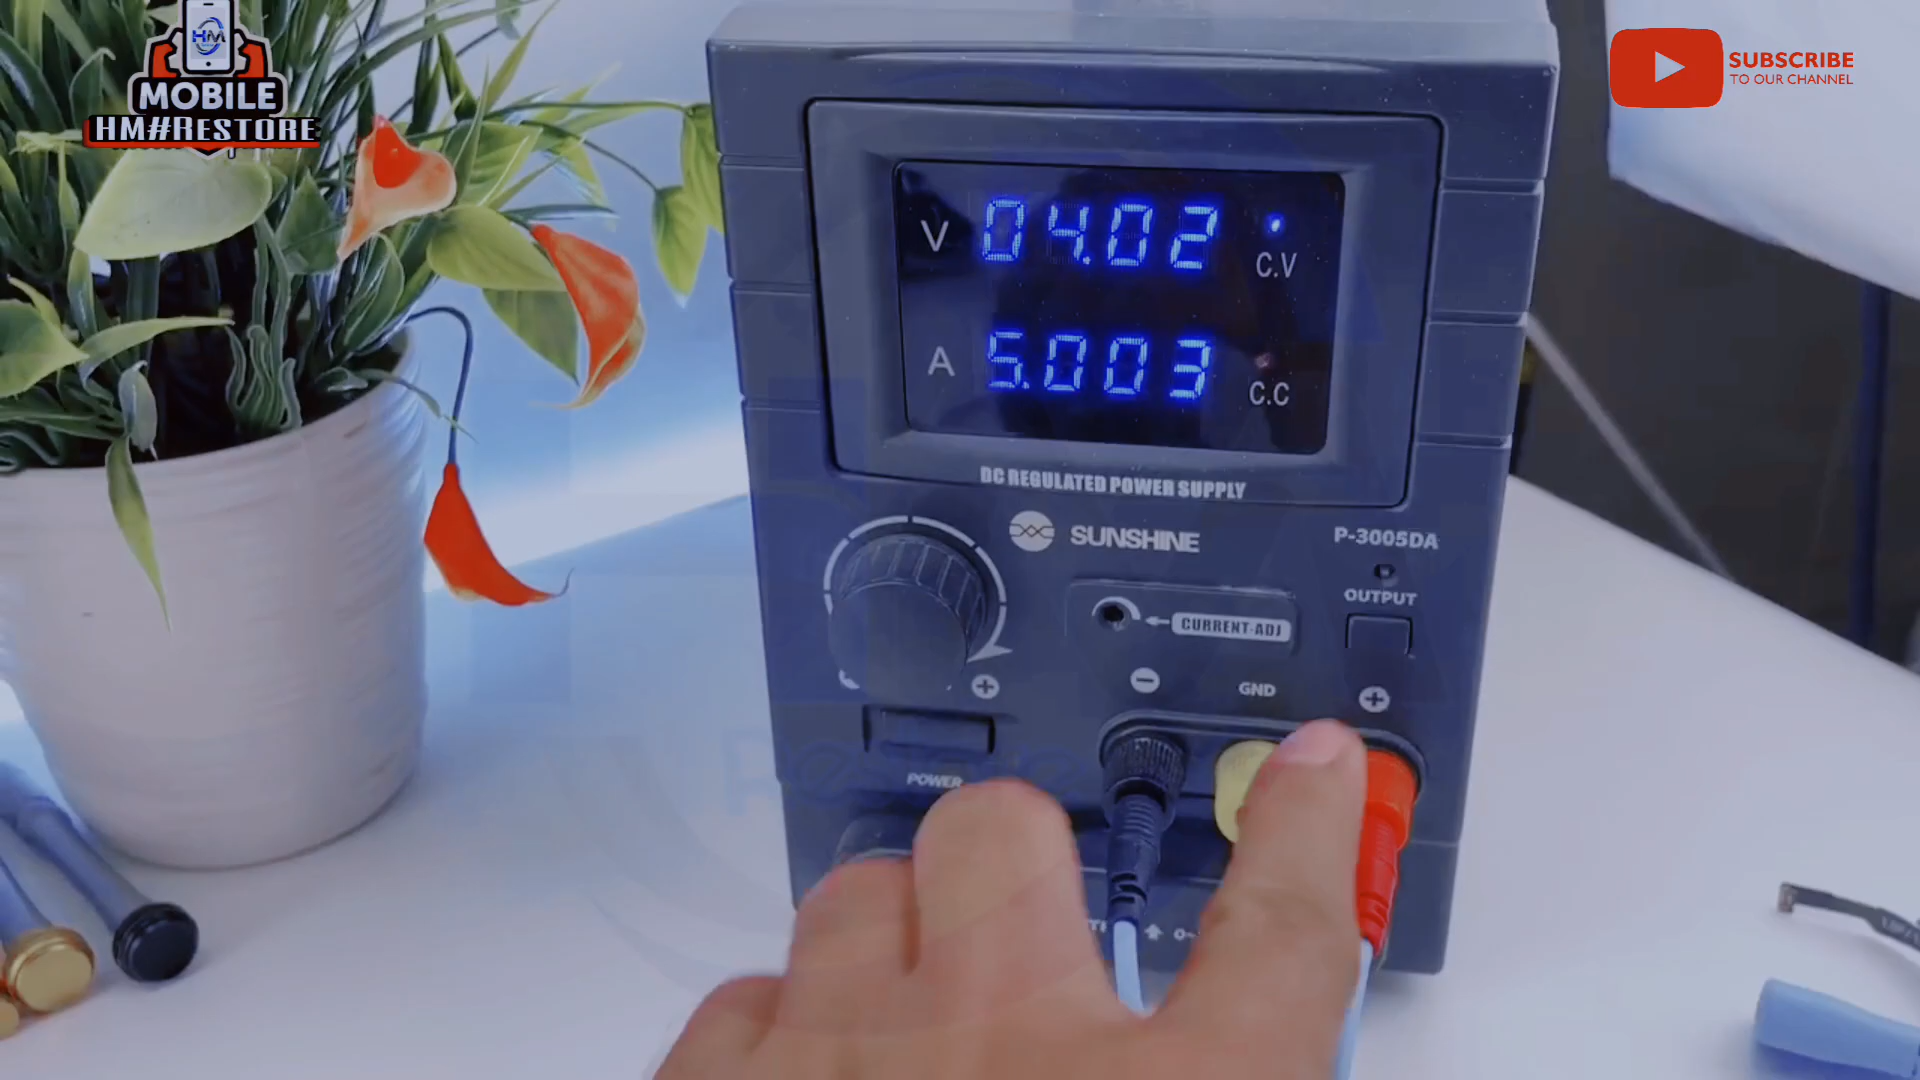 HM
MOBILE
HM#RESTORE
SUBSCRIBE
TO OUR CHANNEL
V 04.02 C.V
A 5.003 C.C
DC REGULATED POWER SUPPLY
SUNSHINE
P-3005DA
OUTPUT
CURRENT-ADJ
GND
POWER